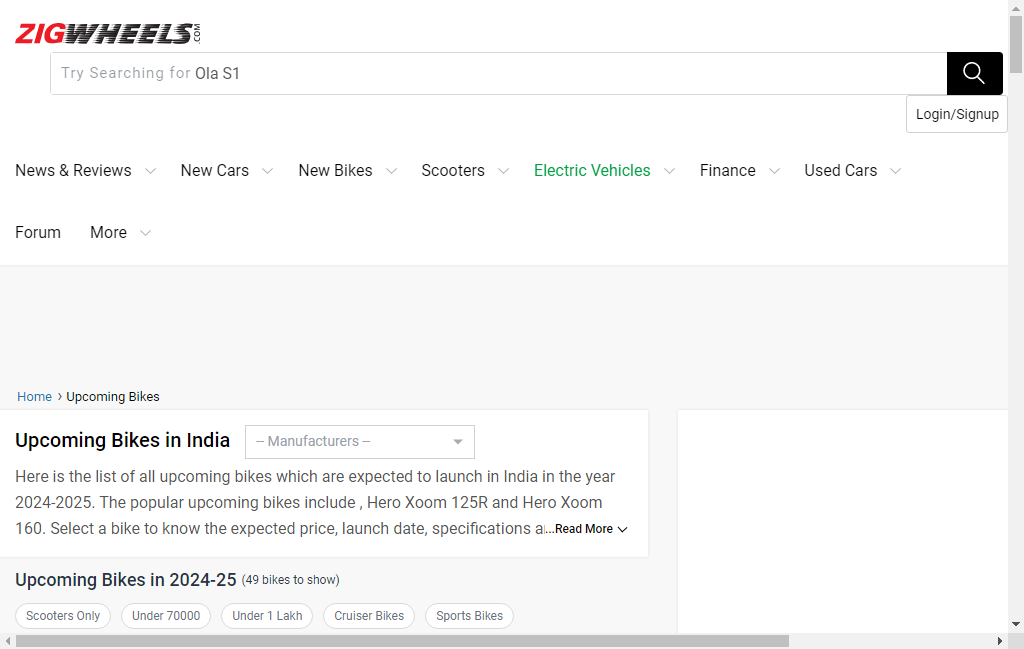 ZIGWHEELS.COM
Try Searching for Ola S1
Login/Signup
News & Reviews New Cars New Bikes Scooters Electric Vehicles Finance Used Cars
Forum More
Home › Upcoming Bikes
Upcoming Bikes in India
-- Manufacturers --
Here is the list of all upcoming bikes which are expected to launch in India in the year
2024-2025. The popular upcoming bikes include , Hero Xoom 125R and Hero Xoom
160. Select a bike to know the expected price, launch date, specifications a...Read More
Upcoming Bikes in 2024-25 (49 bikes to show)
Scooters Only Under 70000 Under 1 Lakh Cruiser Bikes Sports Bikes